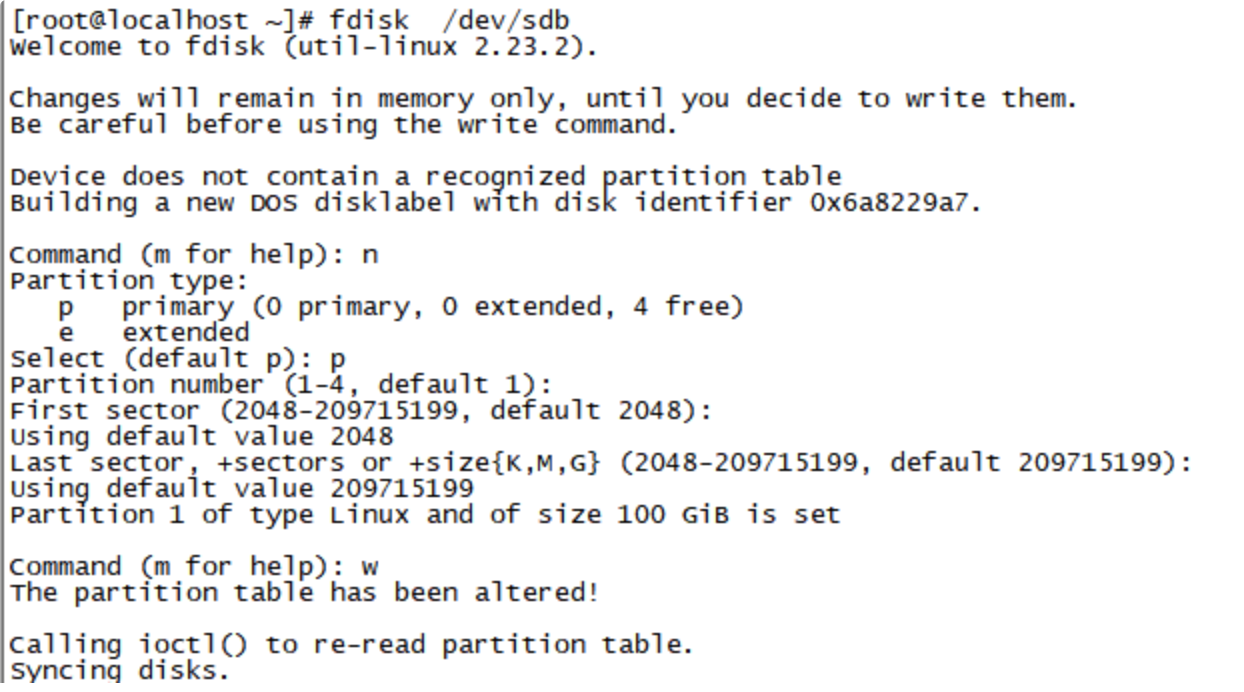 [root@localhost ~]# fdisk  /dev/sdb
Welcome to fdisk (util-linux 2.23.2).

Changes will remain in memory only, until you decide to write them.
Be careful before using the write command.

Device does not contain a recognized partition table
Building a new DOS disklabel with disk identifier 0x6a8229a7.

Command (m for help): n
Partition type:
   p   primary (0 primary, 0 extended, 4 free)
   e   extended
Select (default p): p
Partition number (1-4, default 1):
First sector (2048-209715199, default 2048):
Using default value 2048
Last sector, +sectors or +size{K,M,G} (2048-209715199, default 209715199):
Using default value 209715199
Partition 1 of type Linux and of size 100 GiB is set

Command (m for help): w
The partition table has been altered!

Calling ioctl() to re-read partition table.
Syncing disks.